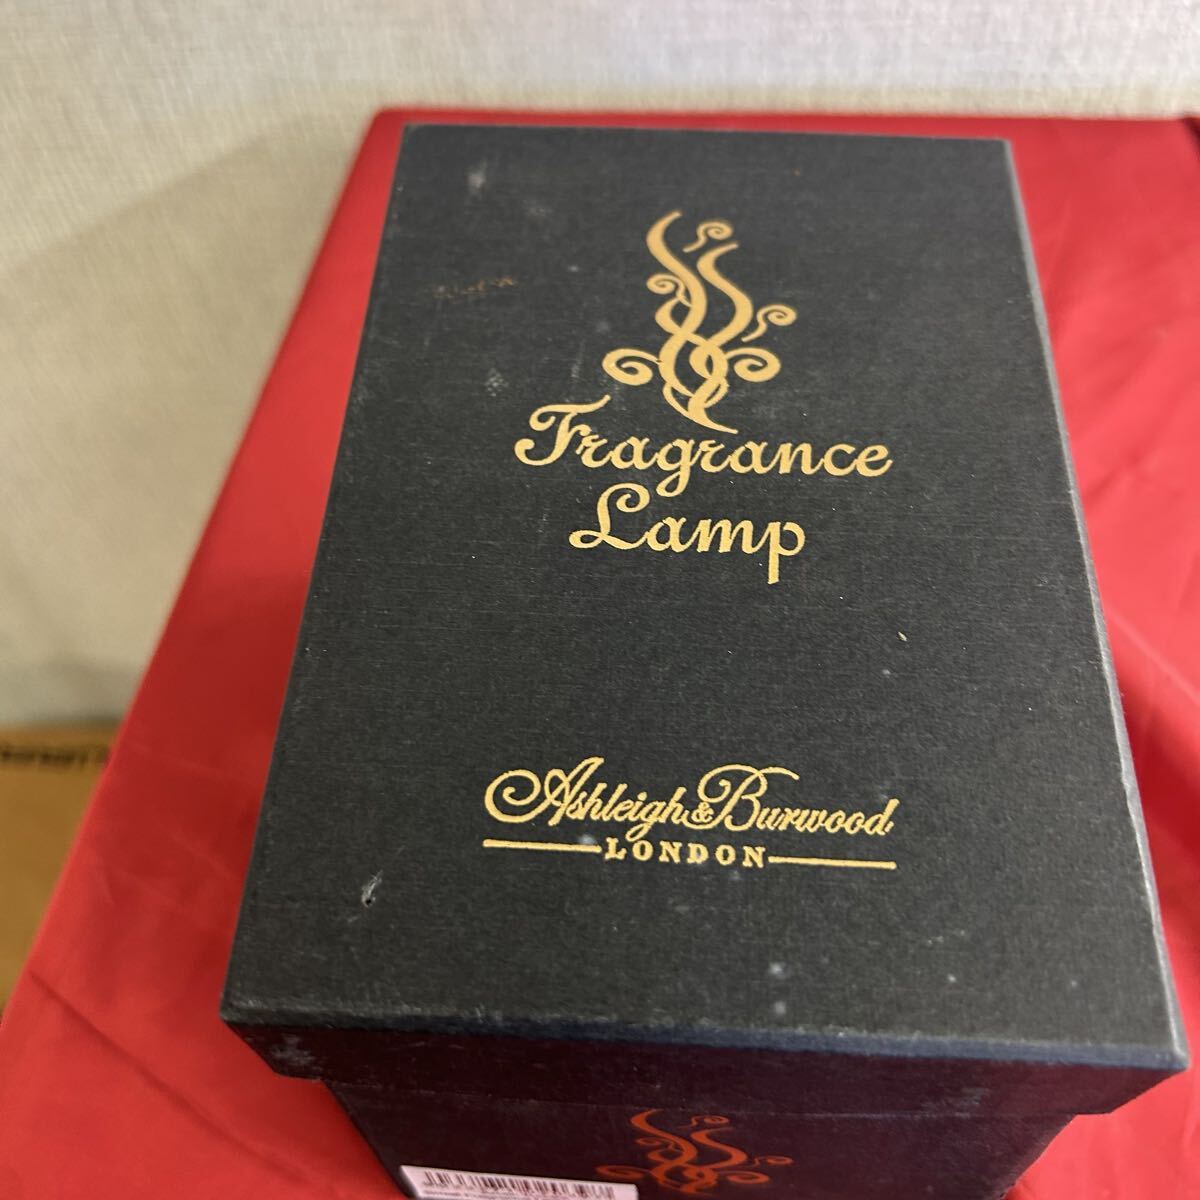 Fragrance
Lamp
Ashleigh & Burwood
LONDON